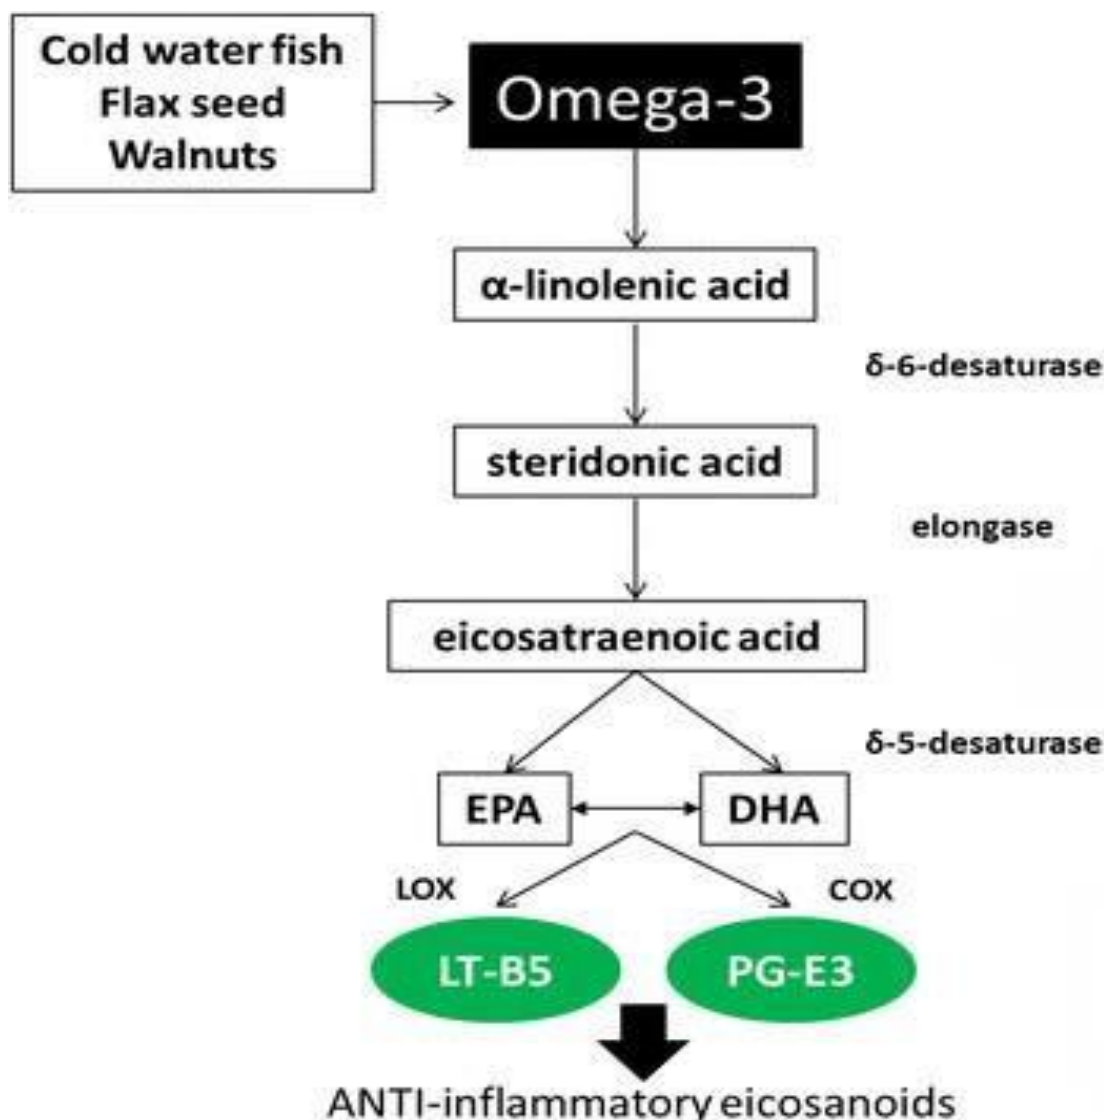 Cold water fish
Flax seed
Walnuts
Omega-3
α-linolenic acid
δ-6-desaturase
steridonic acid
elongase
eicosatraenoic acid
δ-5-desaturase
EPA
DHA
LOX
COX
LT-B5
PG-E3
ANTI-inflammatory eicosanoids